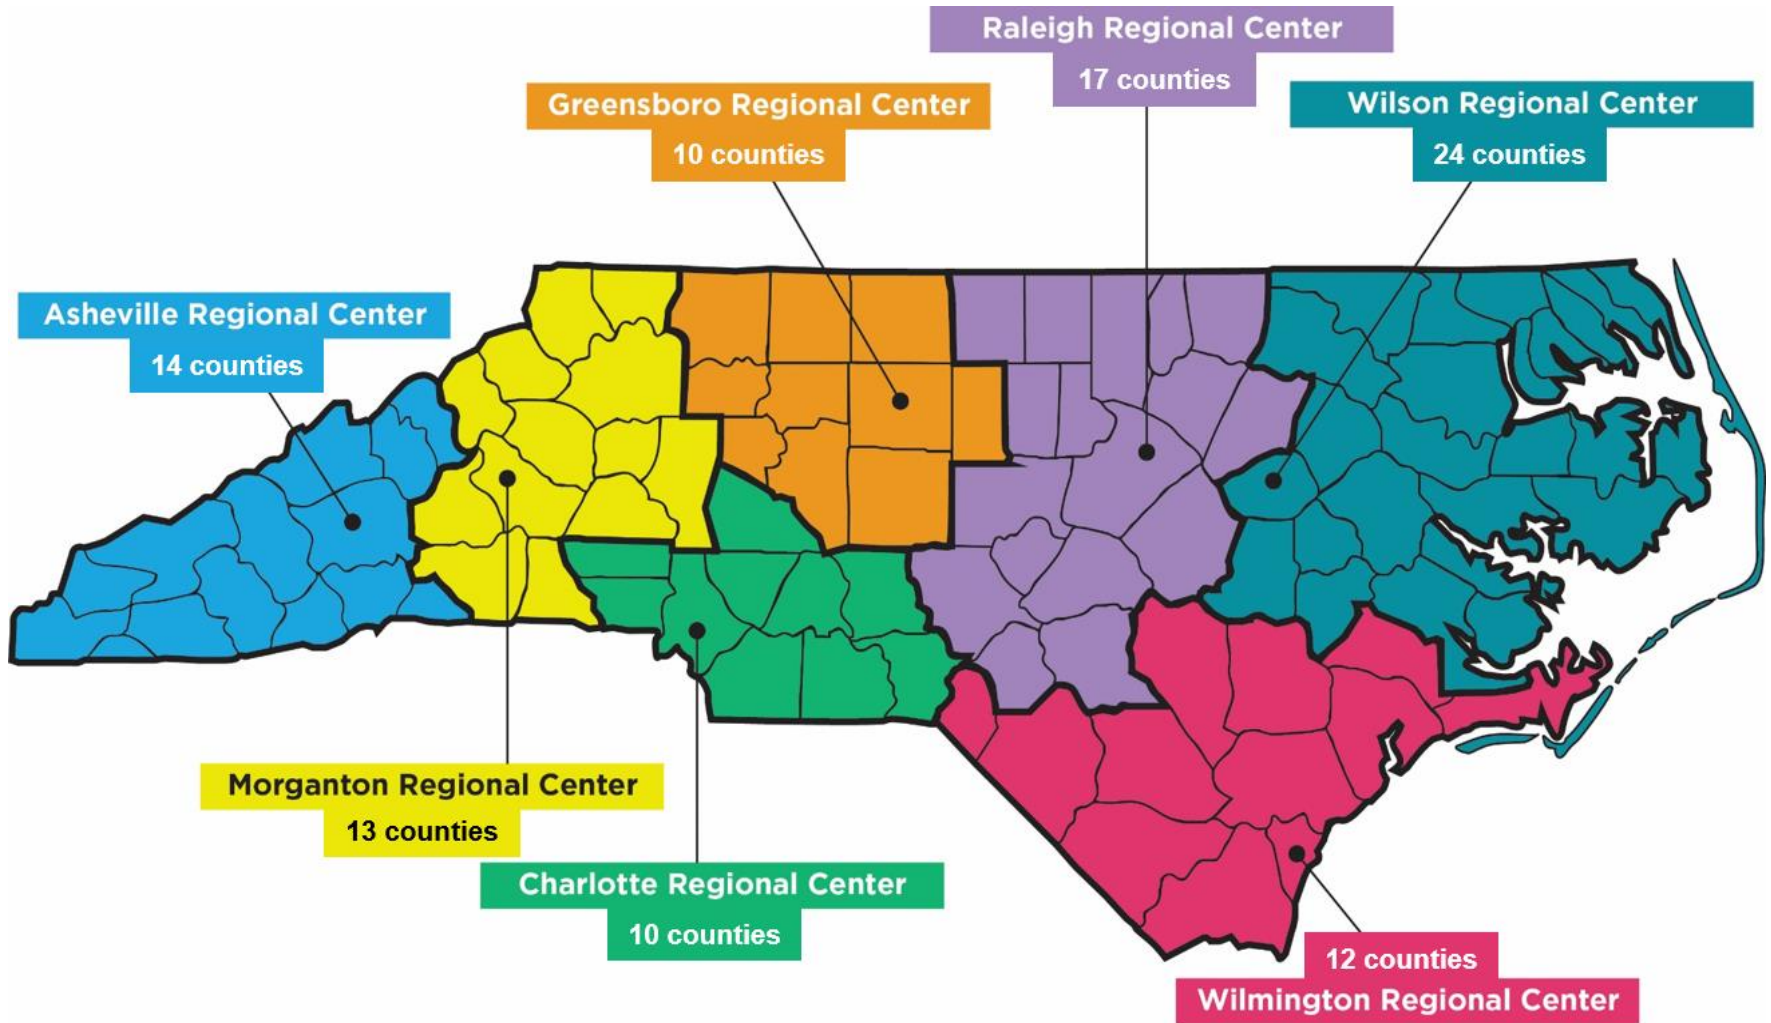 Raleigh Regional Center
17 counties
Greensboro Regional Center
10 counties
Wilson Regional Center
24 counties
Asheville Regional Center
14 counties
Morganton Regional Center
13 counties
Charlotte Regional Center
10 counties
12 counties
Wilmington Regional Center